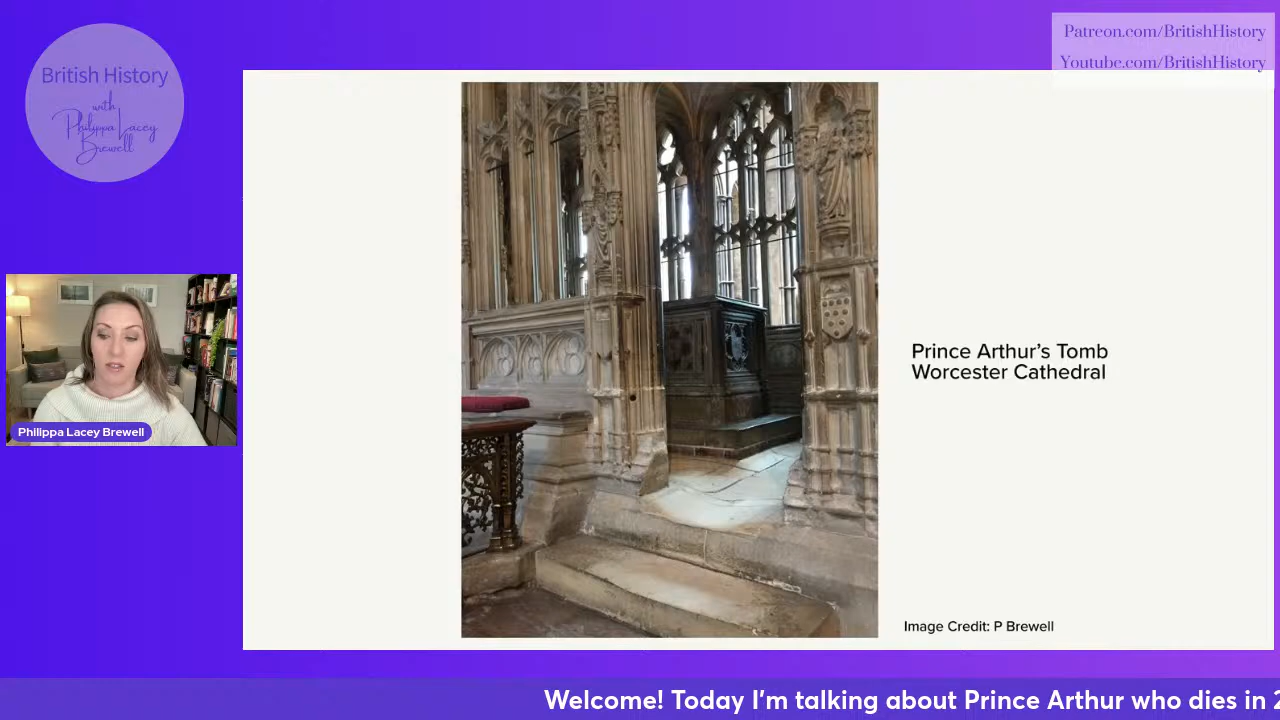 British History
with
Philippa Lacey
Brewell
Patreon.com/BritishHistory
Youtube.com/BritishHistory
Prince Arthur’s Tomb
Worcester Cathedral
Philippa Lacey Brewell
Image Credit: P Brewell
Welcome! Today I’m talking about Prince Arthur who dies in